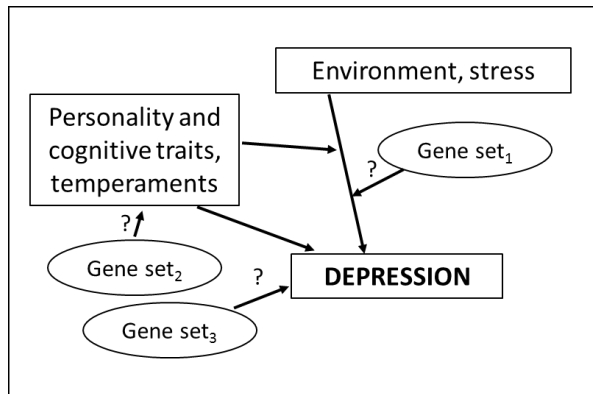 Environment, stress
Personality and
cognitive traits,
temperaments
Gene set₁
?
?
Gene set₂
?
DEPRESSION
Gene set₃